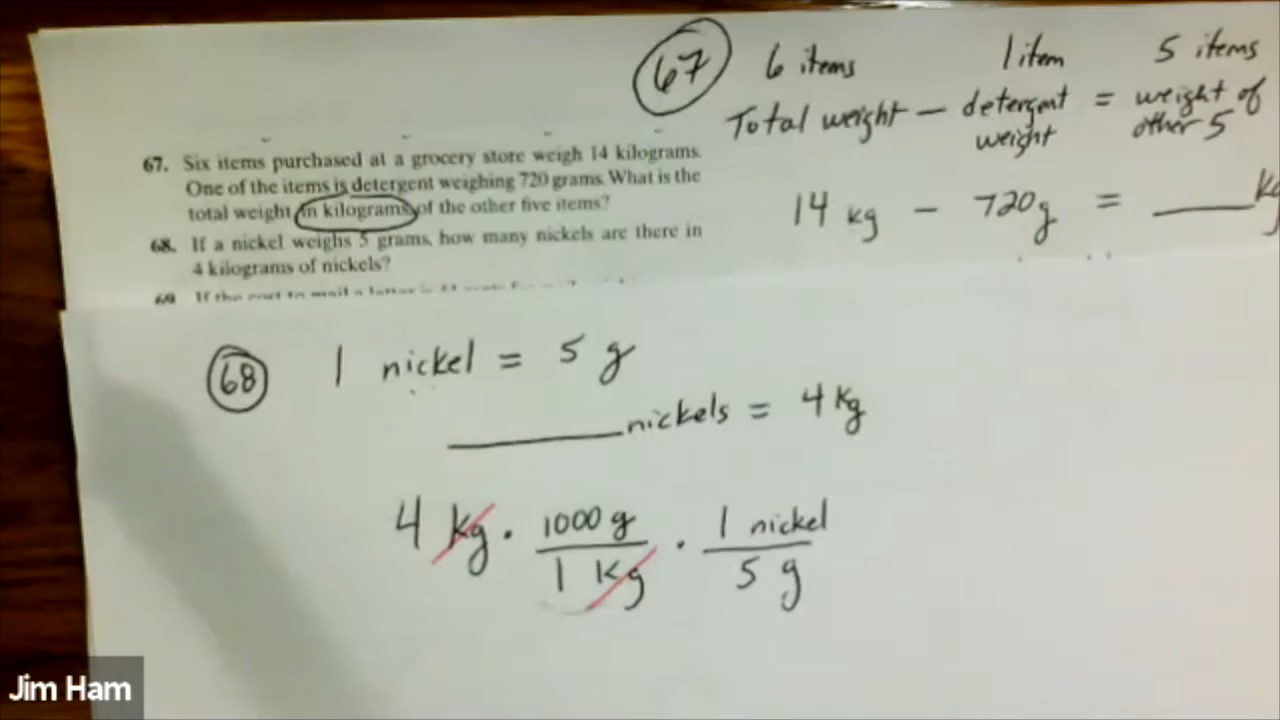 67 6 items 1 item 5 items
Total weight – detergent weight = weight of other 5
14 kg – 720 g = ____ kg
67. Six items purchased at a grocery store weigh 14 kilograms.
One of the items is detergent weighing 720 grams. What is the
total weight in kilograms of the other five items?
68. If a nickel weighs 5 grams, how many nickels are there in
4 kilograms of nickels?
69
68 1 nickel = 5 g
____ nickels = 4 kg
4 kg · 1000 g / 1 kg · 1 nickel / 5 g
Jim Ham